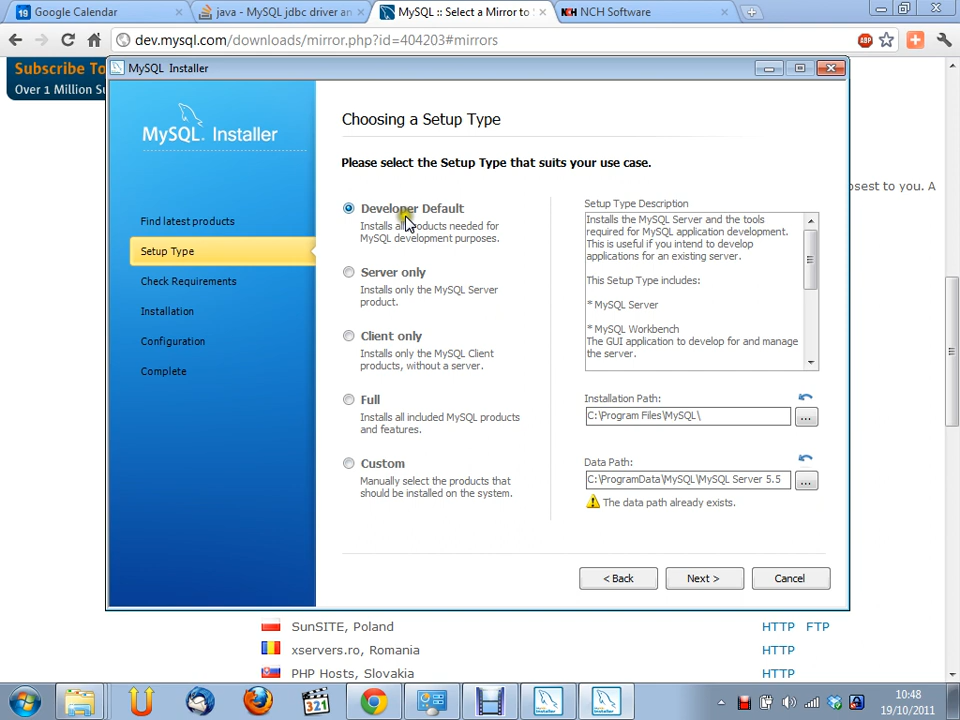 19 Google Calendar
java - MySQL jdbc driver an
MySQL :: Select a Mirror to
NCH NCH Software
dev.mysql.com/downloads/mirror.php?id=404203#mirrors
ABP
Subscribe To
Over 1 Million Su
MySQL Installer
MySQL. Installer
Find latest products
Setup Type
Check Requirements
Installation
Configuration
Complete
Choosing a Setup Type
Please select the Setup Type that suits your use case.
Developer Default
Installs all products needed for
MySQL development purposes.
Server only
Installs only the MySQL Server
product.
Client only
Installs only the MySQL Client
products, without a server.
Full
Installs all included MySQL products
and features.
Custom
Manually select the products that
should be installed on the system.
Setup Type Description
Installs the MySQL Server and the tools
required for MySQL application development.
This is useful if you intend to develop
applications for an existing server.
This Setup Type includes:
* MySQL Server
* MySQL Workbench
The GUI application to develop for and manage
the server.
Installation Path:
C:\Program Files\MySQL\
...
Data Path:
C:\ProgramData\MySQL\MySQL Server 5.5
...
The data path already exists.
< Back
Next >
Cancel
osest to you. A
SunSITE, Poland
HTTP FTP
xservers.ro, Romania
HTTP
PHP Hosts, Slovakia
HTTP
321
10:48
19/10/2011